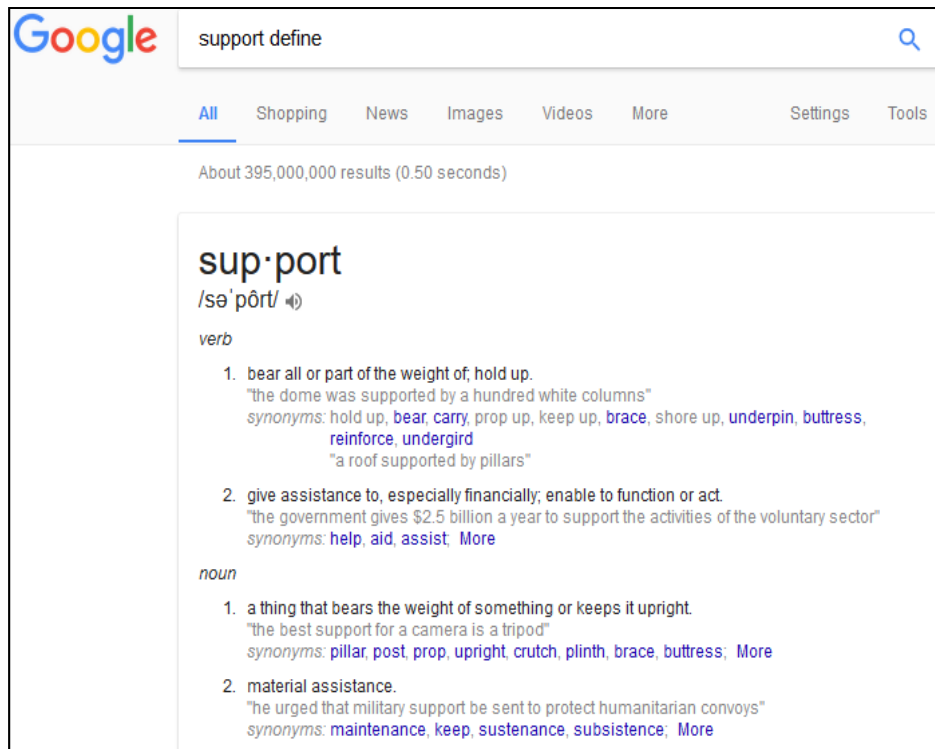 Google
support define
All Shopping News Images Videos More Settings Tools
About 395,000,000 results (0.50 seconds)
sup·port
/səˈpôrt/
verb
1. bear all or part of the weight of; hold up.
"the dome was supported by a hundred white columns"
synonyms: hold up, bear, carry, prop up, keep up, brace, shore up, underpin, buttress,
reinforce, undergird
"a roof supported by pillars"
2. give assistance to, especially financially; enable to function or act.
"the government gives $2.5 billion a year to support the activities of the voluntary sector"
synonyms: help, aid, assist; More
noun
1. a thing that bears the weight of something or keeps it upright.
"the best support for a camera is a tripod"
synonyms: pillar, post, prop, upright, crutch, plinth, brace, buttress; More
2. material assistance.
"he urged that military support be sent to protect humanitarian convoys"
synonyms: maintenance, keep, sustenance, subsistence; More